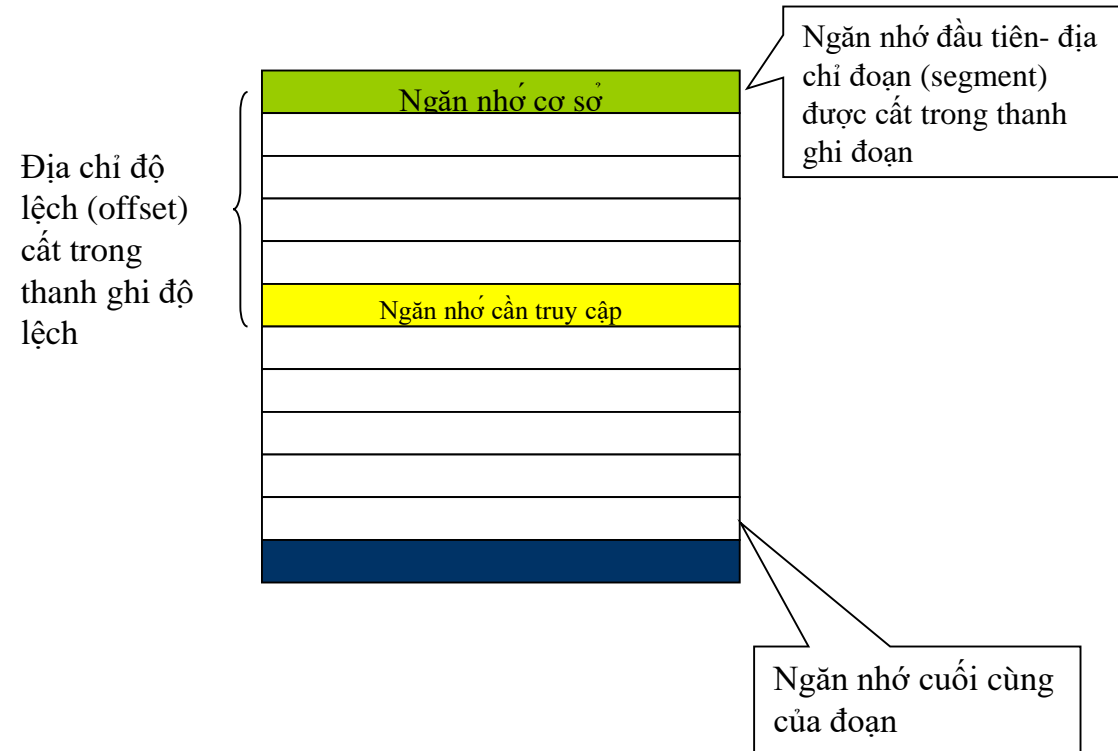 Ngăn nhớ đầu tiên- địa
chỉ đoạn (segment)
được cất trong thanh
ghi đoạn
Ngăn nhớ cơ sở
Địa chỉ độ
lệch (offset)
cất trong
thanh ghi độ
lệch
Ngăn nhớ cần truy cập
Ngăn nhớ cuối cùng
của đoạn